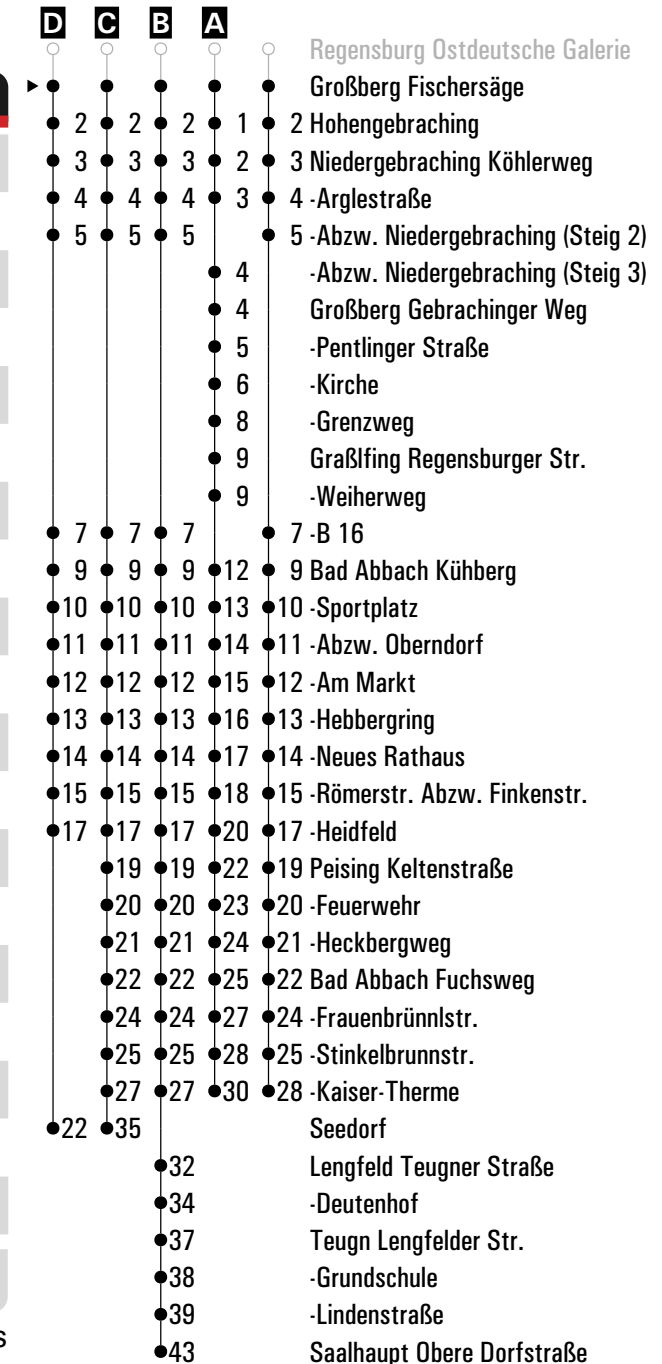 D C B A
Regensburg Ostdeutsche Galerie
Großberg Fischersäge
2 2 2 1 2 Hohengebraching
3 3 3 2 3 Niedergebraching Köhlerweg
4 4 4 3 4 -Arglestraße
5 5 5 5 -Abzw. Niedergebraching (Steig 2)
4 -Abzw. Niedergebraching (Steig 3)
4 Großberg Gebrachinger Weg
5 -Pentlinger Straße
6 -Kirche
8 -Grenzweg
9 Graßlfing Regensburger Str.
9 -Weiherweg
7 7 7 7 -B 16
9 9 9 12 9 Bad Abbach Kühberg
10 10 10 13 10 -Sportplatz
11 11 11 14 11 -Abzw. Oberndorf
12 12 12 15 12 -Am Markt
13 13 13 16 13 -Hebbergring
14 14 14 17 14 -Neues Rathaus
15 15 15 18 15 -Römerstr. Abzw. Finkenstr.
17 17 17 20 17 -Heidfeld
19 19 22 19 Peising Keltenstraße
20 20 23 20 -Feuerwehr
21 21 24 21 -Heckbergweg
22 22 25 22 Bad Abbach Fuchsweg
24 24 27 24 -Frauenbrünnlstr.
25 25 28 25 -Stinkelbrunnstr.
27 27 30 28 -Kaiser-Therme
22 35 Seedorf
32 Lengfeld Teugner Straße
34 -Deutenhof
37 Teugn Lengfelder Str.
38 -Grundschule
39 -Lindenstraße
s
43 Saalhaupt Obere Dorfstraße